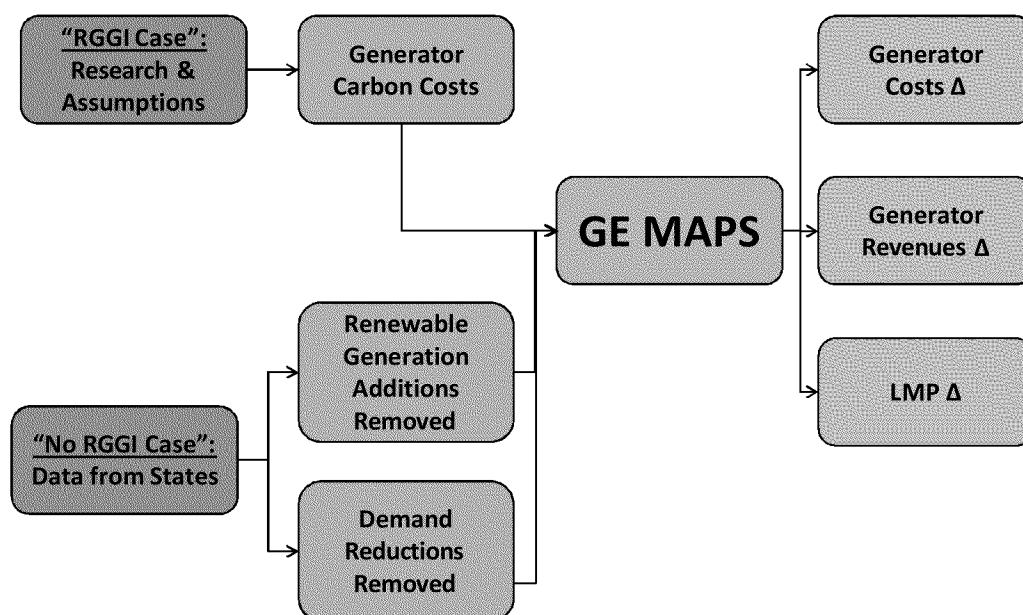 “RGGI Case”:
Research &
Assumptions
Generator
Carbon Costs
Generator
Costs Δ
GE MAPS
Generator
Revenues Δ
Renewable
Generation
Additions
Removed
LMP Δ
“No RGGI Case”:
Data from States
Demand
Reductions
Removed